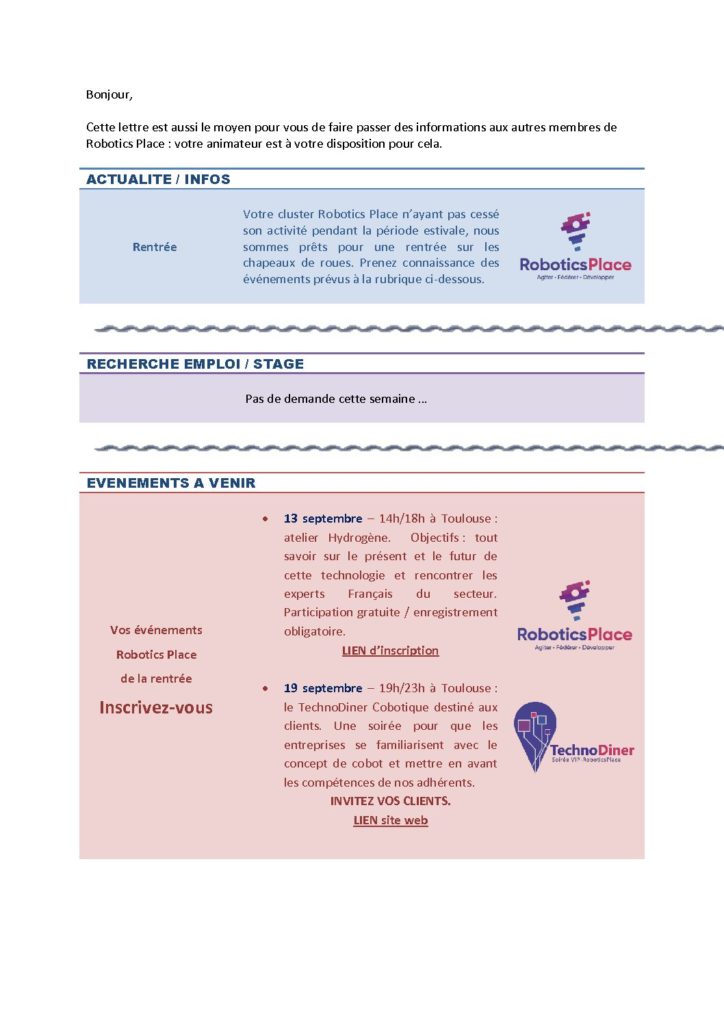 Bonjour,
Cette lettre est aussi le moyen pour vous de faire passer des informations aux autres membres de
Robotics Place : votre animateur est à votre disposition pour cela.
ACTUALITE / INFOS
Rentrée
Votre cluster Robotics Place n’ayant pas cessé
son activité pendant la période estivale, nous
sommes prêts pour une rentrée sur les
chapeaux de roues. Prenez connaissance des
événements prévus à la rubrique ci-dessous.
RoboticsPlace
Agiter - Fédérer - Développer
RECHERCHE EMPLOI / STAGE
Pas de demande cette semaine ...
EVENEMENTS A VENIR
Vos événements
Robotics Place
de la rentrée
Inscrivez-vous
• 13 septembre – 14h/18h à Toulouse :
atelier Hydrogène. Objectifs : tout
savoir sur le présent et le futur de
cette technologie et rencontrer les
experts Français du secteur.
Participation gratuite / enregistrement
obligatoire.
LIEN d’inscription
• 19 septembre – 19h/23h à Toulouse :
le TechnoDiner Cobotique destiné aux
clients. Une soirée pour que les
entreprises se familiarisent avec le
concept de cobot et mettre en avant
les compétences de nos adhérents.
INVITEZ VOS CLIENTS.
LIEN site web
RoboticsPlace
Agiter - Fédérer - Développer
TechnoDiner
Soirée VIP RoboticsPlace